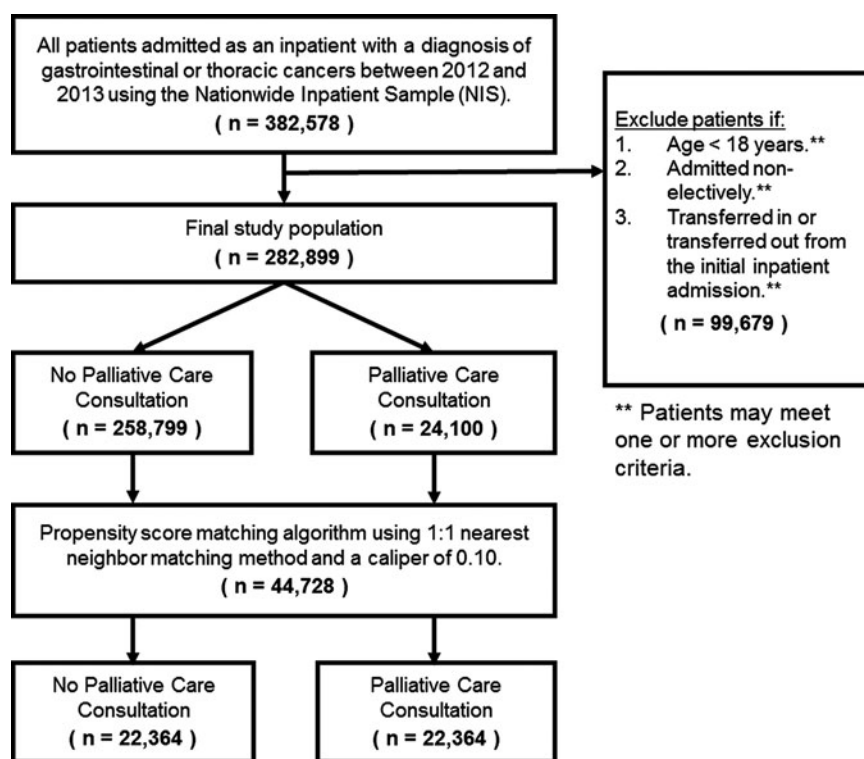 All patients admitted as an inpatient with a diagnosis of
gastrointestinal or thoracic cancers between 2012 and
2013 using the Nationwide Inpatient Sample (NIS).
( n = 382,578 )
Exclude patients if:
1. Age < 18 years.**
2. Admitted non-
electively.**
3. Transferred in or
transferred out from
the initial inpatient
admission.**
( n = 99,679 )
** Patients may meet
one or more exclusion
criteria.
Final study population
( n = 282,899 )
No Palliative Care
Consultation
( n = 258,799 )
Palliative Care
Consultation
( n = 24,100 )
Propensity score matching algorithm using 1:1 nearest
neighbor matching method and a caliper of 0.10.
( n = 44,728 )
No Palliative Care
Consultation
( n = 22,364 )
Palliative Care
Consultation
( n = 22,364 )